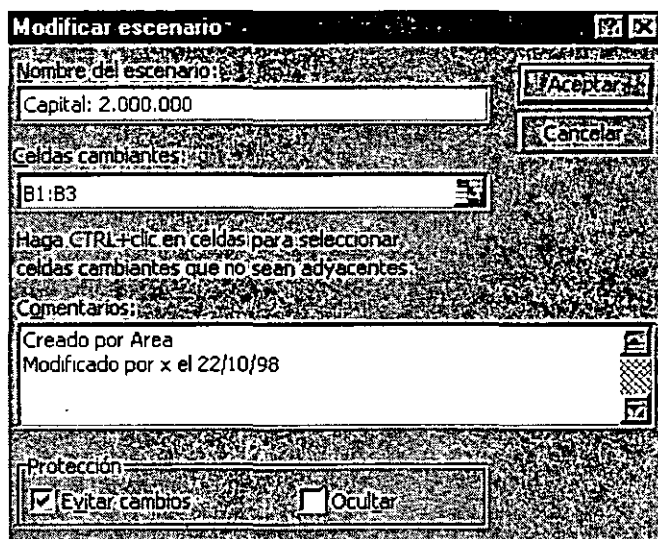 Modificar escenario
Nombre del escenario:
Aceptar
Capital: 2.000.000
Cancelar
Celdas cambiantes:
B1:B3
Haga CTRL+clic en celdas para seleccionar
celdas cambiantes que no sean adyacentes.
Comentarios:
Creado por Area
Modificado por x el 22/10/98
Protección
Evitar cambios
Ocultar